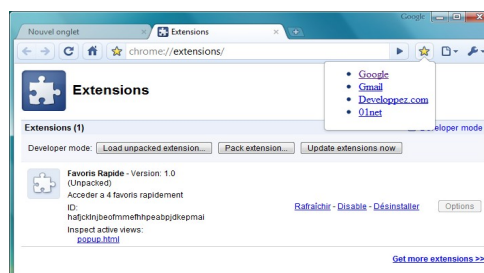 Google
Nouvel onglet
Extensions
chrome://extensions/
Google
Gmail
Developpez.com
01net
Extensions
Extensions (1)
Developer mode
Developer mode: Load unpacked extension... Pack extension... Update extensions now
Favoris Rapide - Version: 1.0
(Unpacked)
Acceder a 4 favoris rapidement
ID:
hafjcklnjbeofmmefhhpeabpjdkepmai
Rafraîchir - Disable - Désinstaller Options
Inspect active views:
popup.html
Get more extensions >>